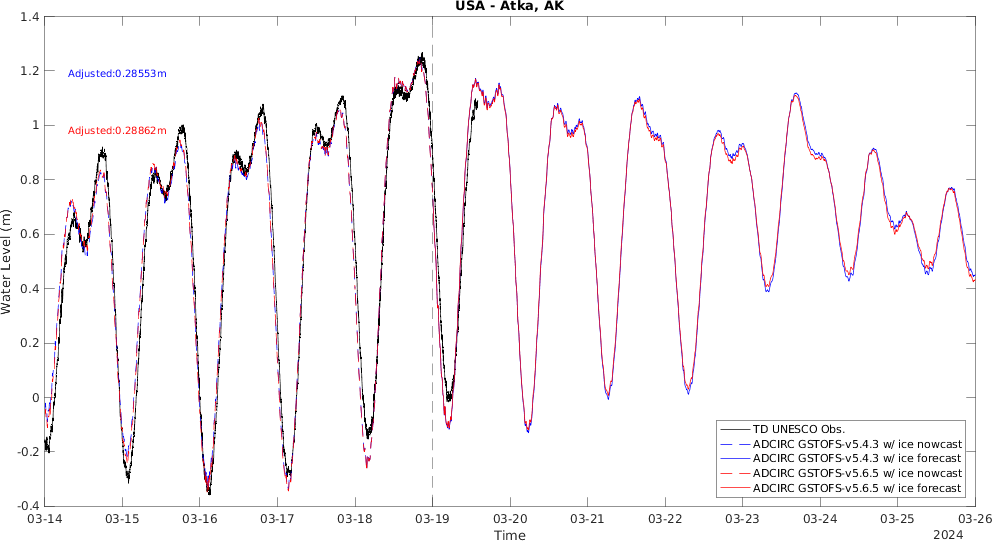 USA - Atka, AK
1.4
1.2
1
0.8
0.6
0.4
0.2
0
-0.2
-0.4
Water Level (m)
Adjusted:0.28553m
Adjusted:0.28862m
TD UNESCO Obs.
ADCIRC GSTOFS-v5.4.3 w/ ice nowcast
ADCIRC GSTOFS-v5.4.3 w/ ice forecast
ADCIRC GSTOFS-v5.6.5 w/ ice nowcast
ADCIRC GSTOFS-v5.6.5 w/ ice forecast
03-14 03-15 03-16 03-17 03-18 03-19 03-20 03-21 03-22 03-23 03-24 03-25 03-26
Time
2024